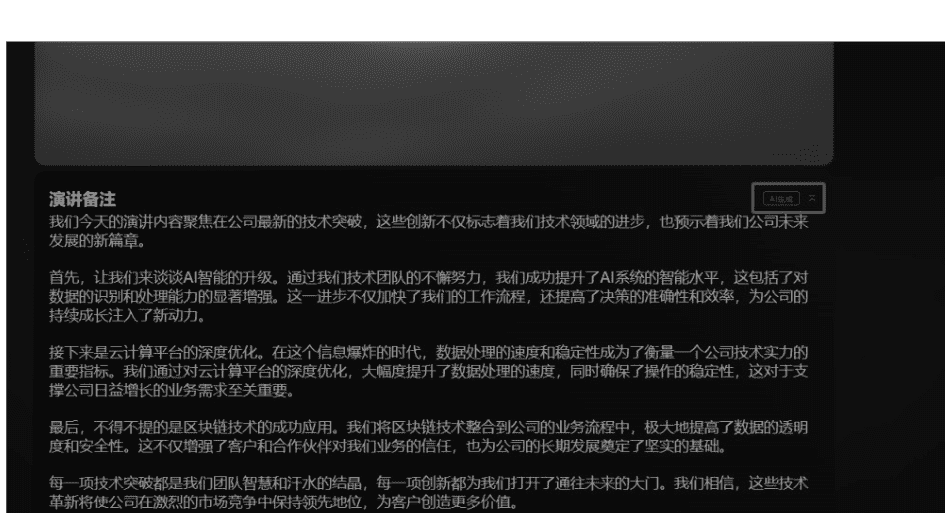 演讲备注
AI生成
我们今天的演讲内容聚焦在公司最新的技术突破，这些创新不仅标志着我们技术领域的进步，也预示着我们公司未来
发展的新篇章。
首先，让我们来谈谈AI智能的升级。通过我们技术团队的不懈努力，我们成功提升了AI系统的智能水平，这包括了对
数据的识别和处理能力的显著增强。这一进步不仅加快了我们的工作流程，还提高了决策的准确性和效率，为公司的
持续成长注入了新动力。
接下来是云计算平台的深度优化。在这个信息爆炸的时代，数据处理的速度和稳定性成为了衡量一个公司技术实力的
重要指标。我们通过对云计算平台的深度优化，大幅度提升了数据处理的速度，同时确保了操作的稳定性，这对于支
撑公司日益增长的业务需求至关重要。
最后，不得不提的是区块链技术的成功应用。我们将区块链技术整合到公司的业务流程中，极大地提高了数据的透明
度和安全性。这不仅增强了客户和合作伙伴对我们业务的信任，也为公司的长期发展奠定了坚实的基础。
每一项技术突破都是我们团队智慧和汗水的结晶，每一项创新都为我们打开了通往未来的大门。我们相信，这些技术
革新将使公司在激烈的市场竞争中保持领先地位，为客户创造更多价值。